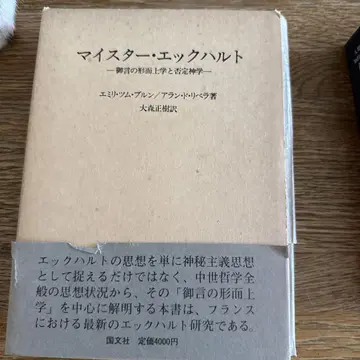 マイスター・エックハルト
―御言の形而上学と否定神学―
エミリ・ツム・ブルン／アラン・ド・リベラ著
大森正樹訳
エックハルトの思想を単に神秘主義思想
として捉えるだけではなく、中世哲学全
般の思想状況から、その「御言の形而上
学」を中心に解明する本書は、フランス
における最新のエックハルト研究である。
国文社　定価4000円